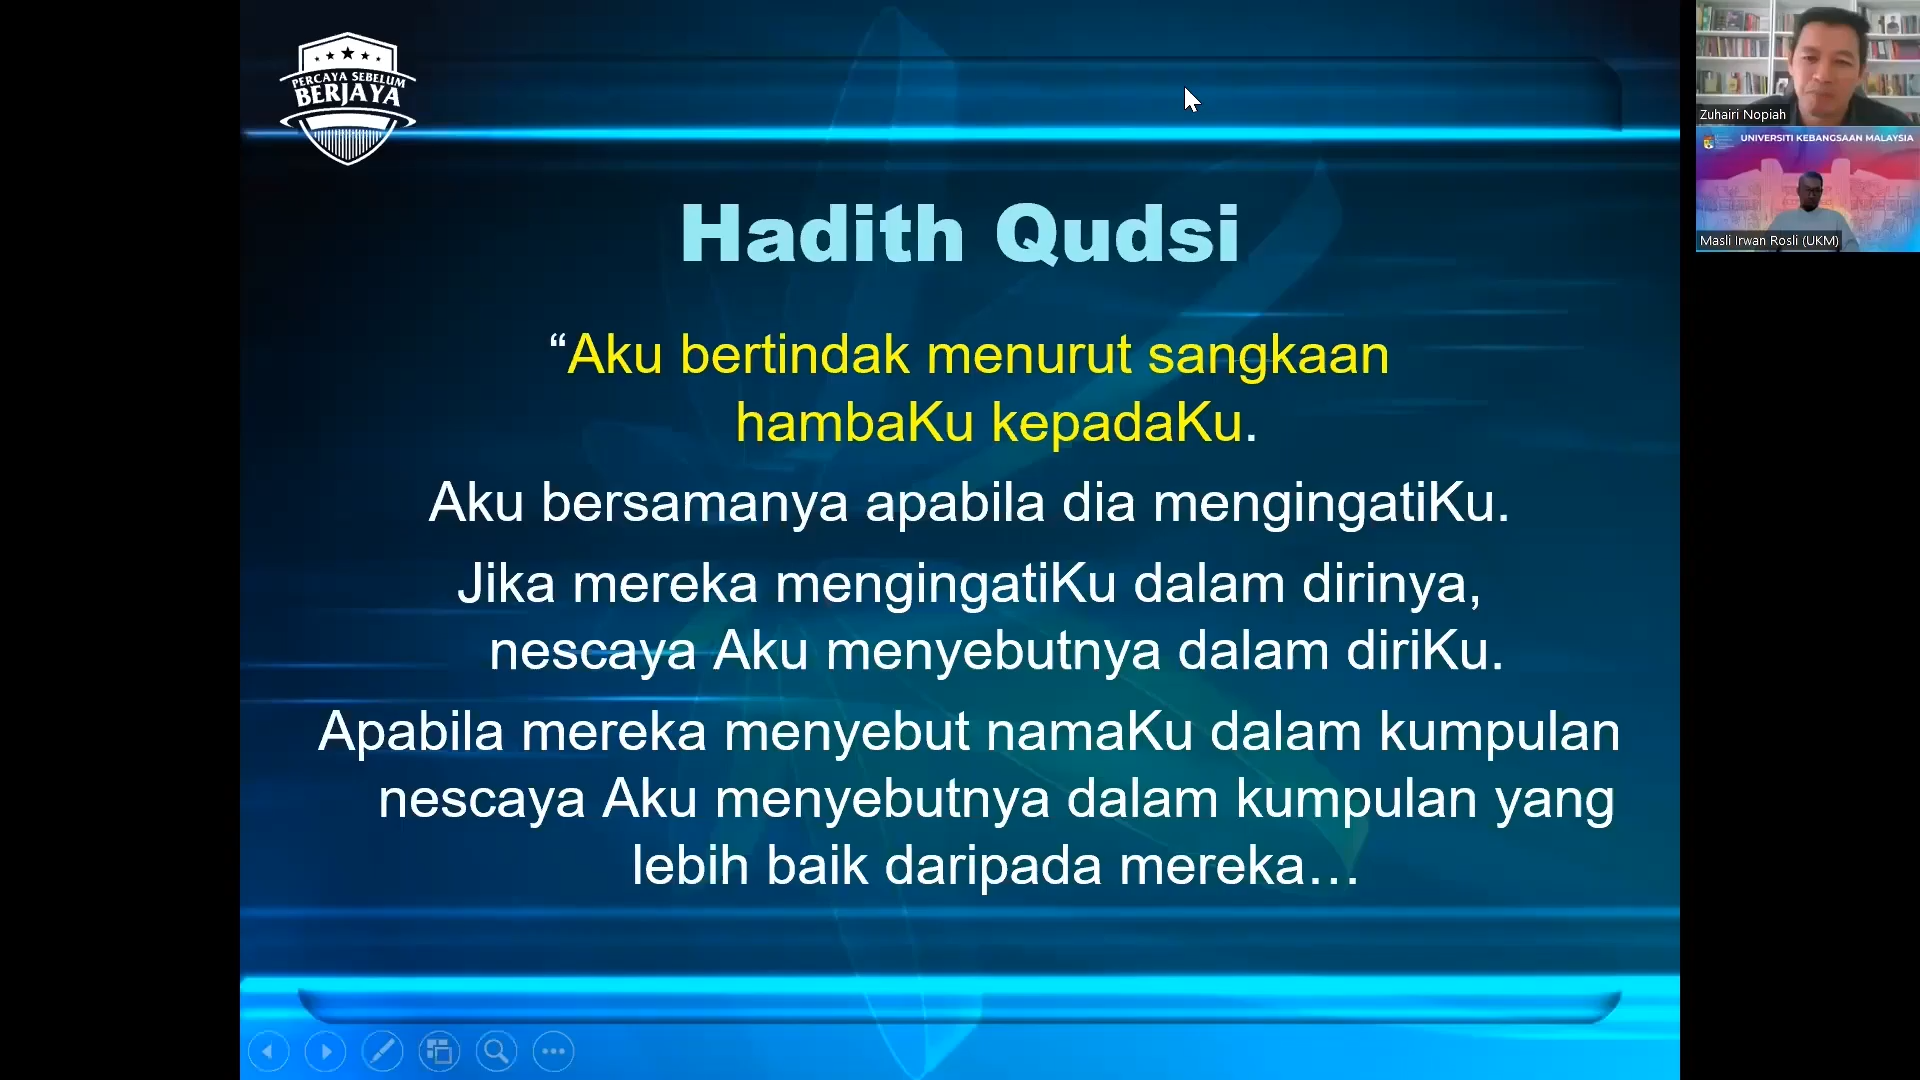 PERCAYA SEBELUM
BERJAYA
Hadith Qudsi
“Aku bertindak menurut sangkaan
hambaKu kepadaKu.
Aku bersamanya apabila dia mengingatiKu.
Jika mereka mengingatiKu dalam dirinya,
nescaya Aku menyebutnya dalam diriKu.
Apabila mereka menyebut namaKu dalam kumpulan
nescaya Aku menyebutnya dalam kumpulan yang
lebih baik daripada mereka…
Zuhairi Nopiah
UNIVERSITI KEBANGSAAN MALAYSIA
Masli Irwan Rosli (UKM)